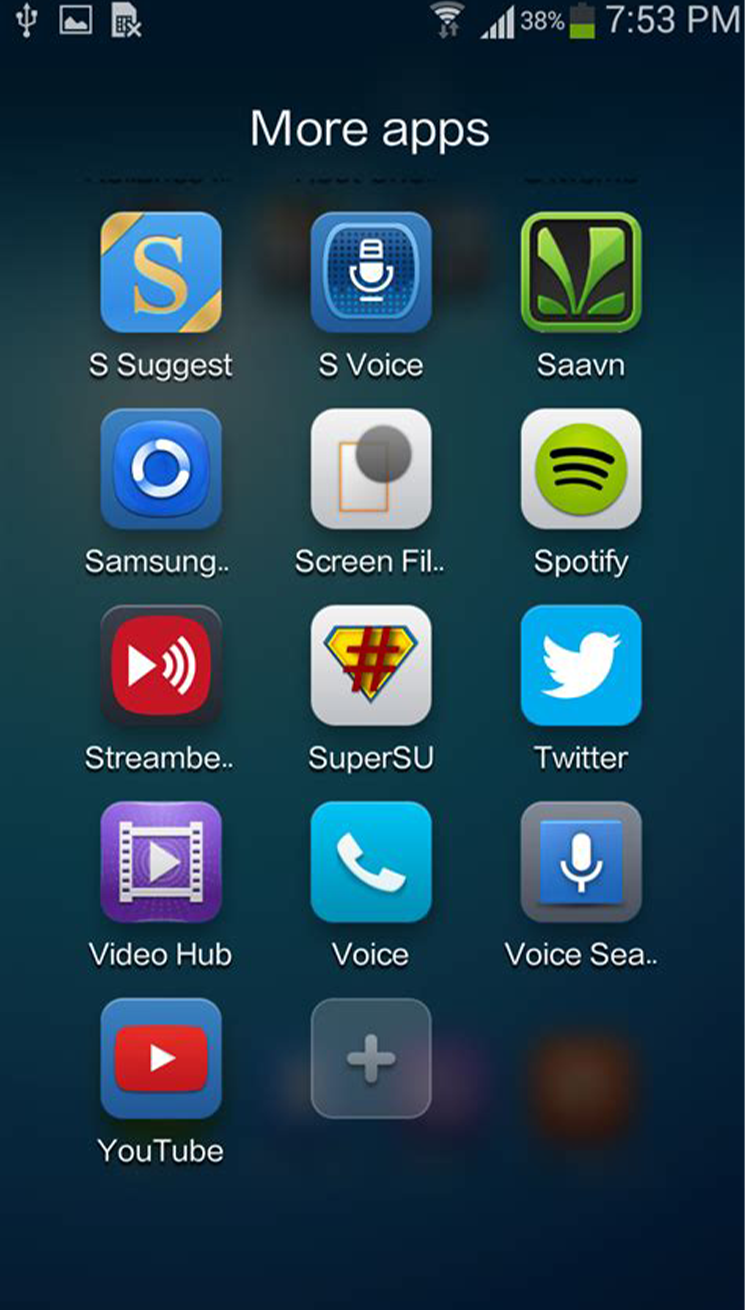 38% 7:53 PM
More apps
S Suggest S Voice Saavn
Samsung.. Screen Fil.. Spotify
Streambe.. SuperSU Twitter
Video Hub Voice Voice Sea..
YouTube